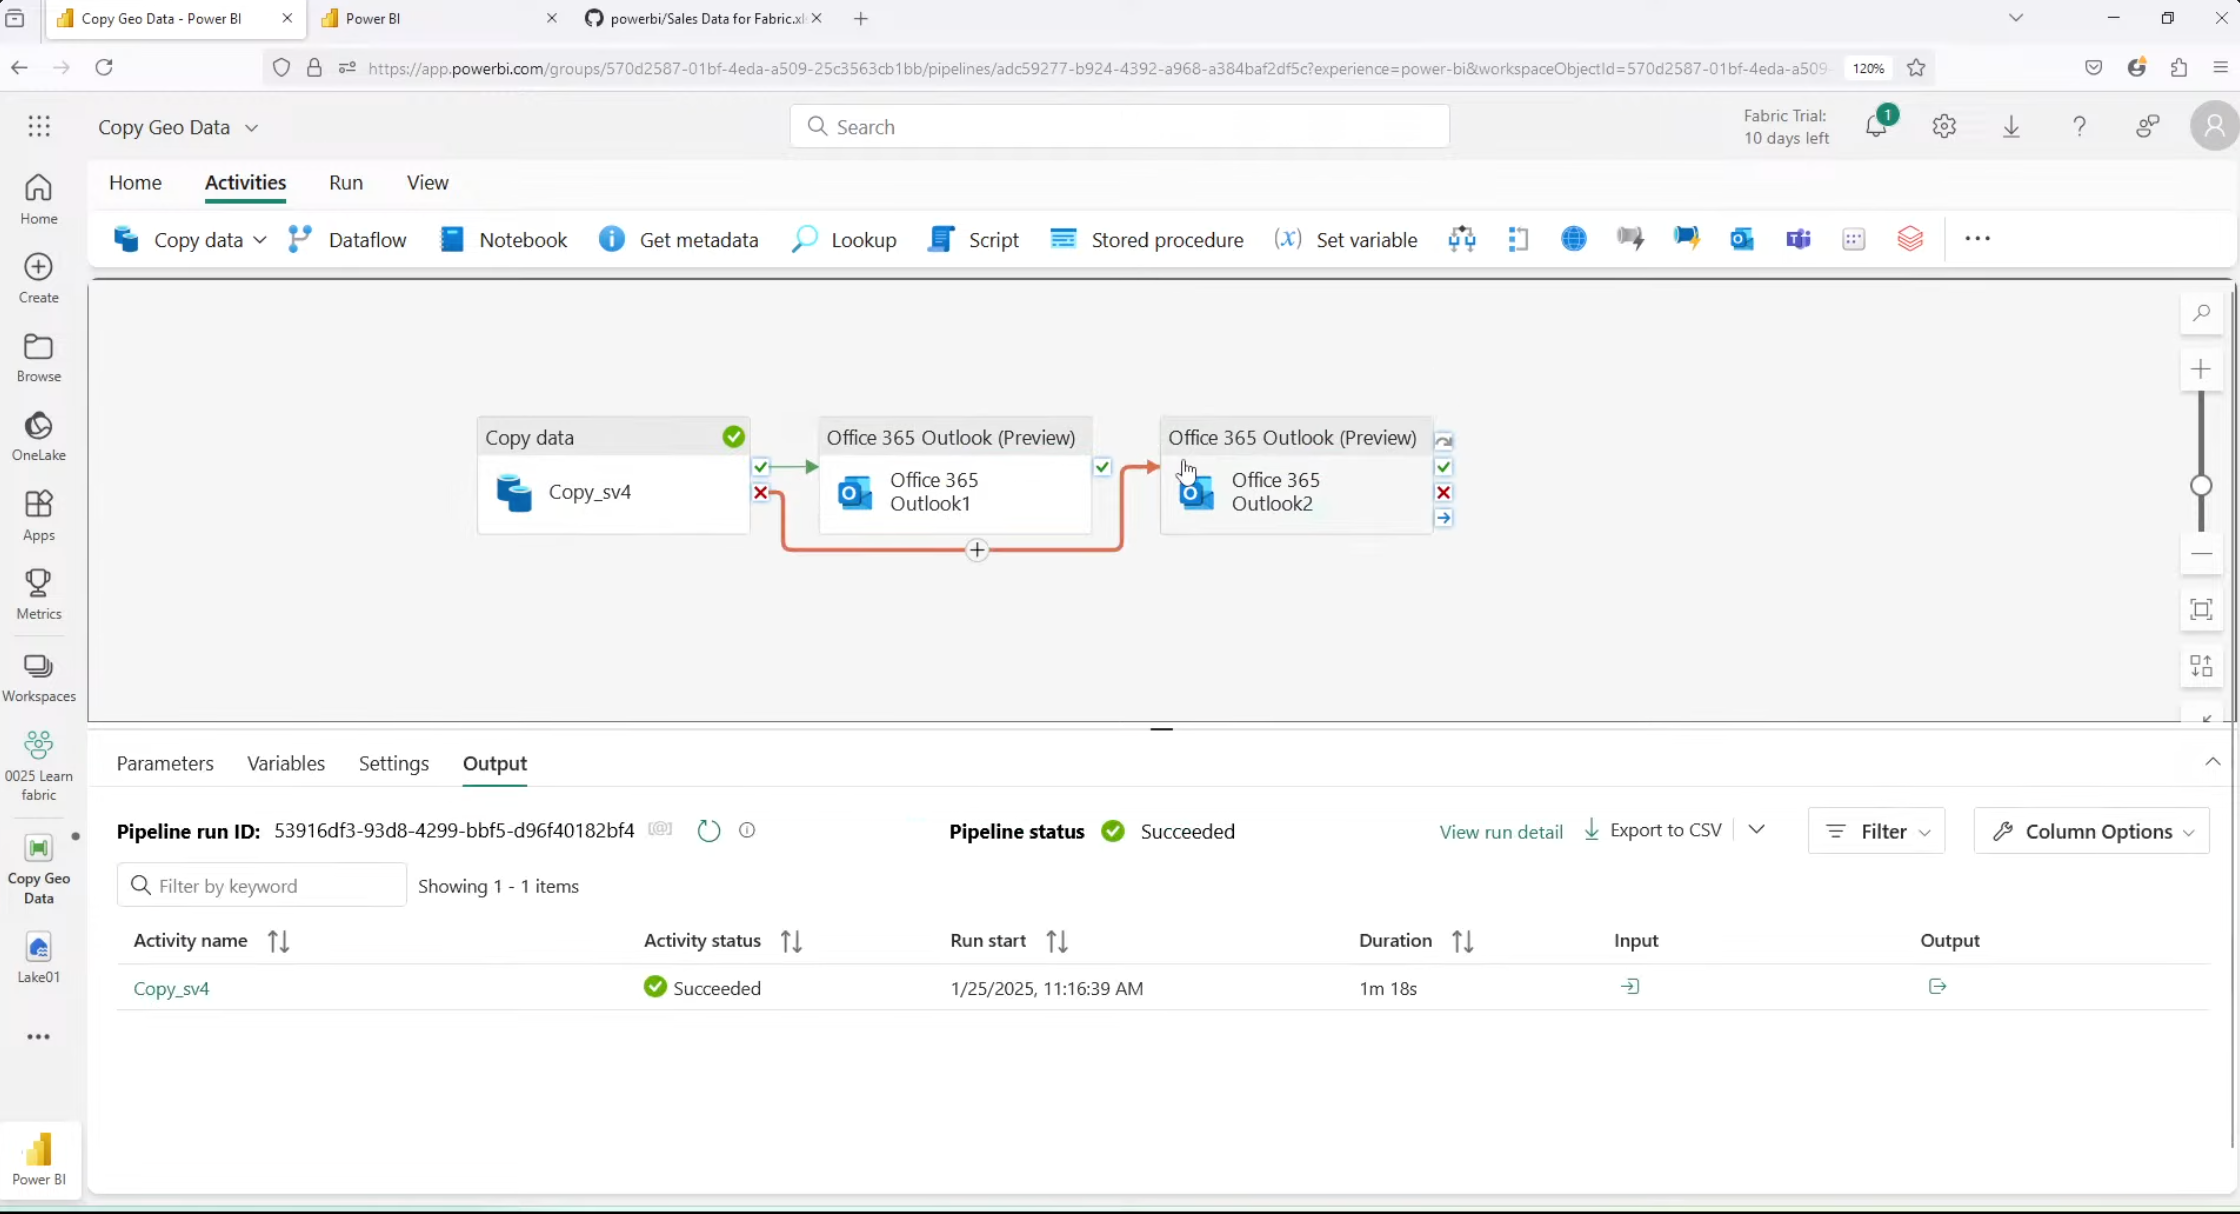 Copy Geo Data - Power BI
Power BI
powerbi/Sales Data for Fabric.xl
https://app.powerbi.com/groups/570d2587-01bf-4eda-a509-25c3563cb1bb/pipelines/adc59277-b924-4392-a968-a384baf2df5c?experience=power-bi&workspaceObjectId=570d2587-01bf-4eda-a509-
120%
Copy Geo Data
Search
Fabric Trial:
10 days left
1
Home
Activities
Run
View
Copy data
Dataflow
Notebook
Get metadata
Lookup
Script
Stored procedure
(x) Set variable
Home
Create
Browse
OneLake
Apps
Metrics
Workspaces
0025 Learn
fabric
Copy Geo
Data
Lake01
Power BI
Copy data
Copy_sv4
Office 365 Outlook (Preview)
Office 365
Outlook1
Office 365 Outlook (Preview)
Office 365
Outlook2
Parameters
Variables
Settings
Output
Pipeline run ID: 53916df3-93d8-4299-bbf5-d96f40182bf4
Pipeline status
Succeeded
View run detail
Export to CSV
Filter
Column Options
Filter by keyword
Showing 1 - 1 items
Activity name
Activity status
Run start
Duration
Input
Output
Copy_sv4
Succeeded
1/25/2025, 11:16:39 AM
1m 18s